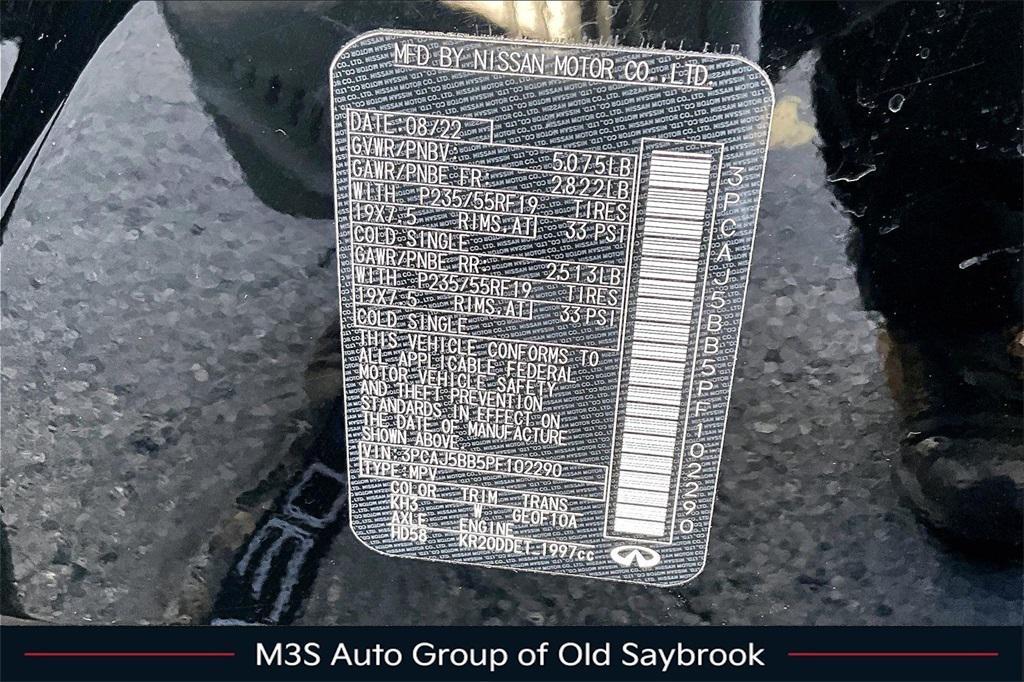 MFD BY NISSAN MOTOR CO.,LTD.
DATE:08/22
GVWR/PNBV: 5075LB
GAWR/PNBE FR: 2822LB
WITH P235/55RF19 TIRES
19X7.5 RIMS,AT 33 PSI
COLD SINGLE
GAWR/PNBE RR: 2513LB
WITH P235/55RF19 TIRES
19X7.5 RIMS,AT 33 PSI
COLD SINGLE
THIS VEHICLE CONFORMS TO
ALL APPLICABLE FEDERAL
MOTOR VEHICLE SAFETY
AND THEFT PREVENTION
STANDARDS IN EFFECT ON
THE DATE OF MANUFACTURE
SHOWN ABOVE.
VIN:3PCAJ5BB5PF102290
TYPE:MPV
COLOR TRIM TRANS
KH3 W GE0F10A
AXLE ENGINE
HD58 KR20DDET 1997cc
3PCAJ5BB5PF102290
M3S Auto Group of Old Saybrook